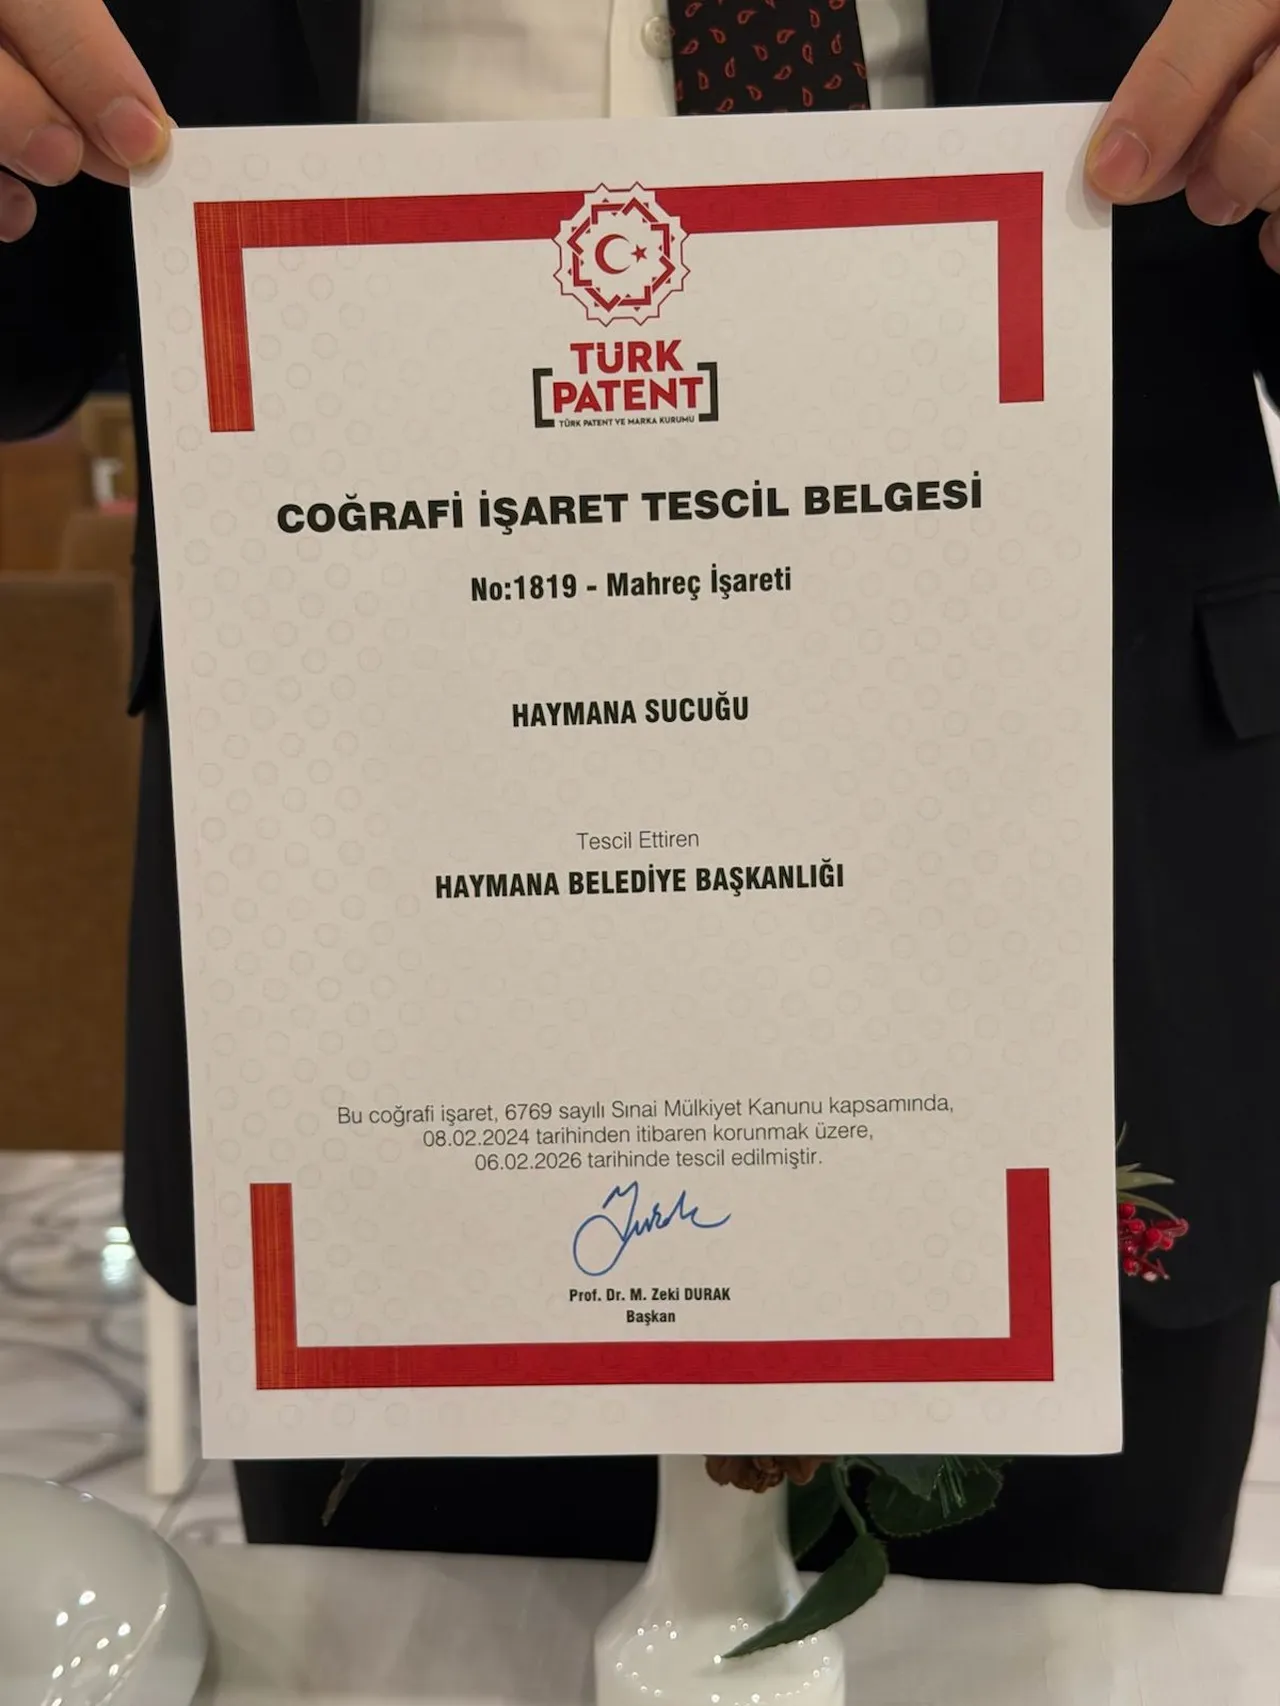 TÜRK
PATENT
TÜRK PATENT VE MARKA KURUMU
COĞRAFİ İŞARET TESCİL BELGESİ
No:1819 - Mahreç İşareti
HAYMANA SUCUĞU
Tescil Ettiren
HAYMANA BELEDİYE BAŞKANLIĞI
Bu coğrafi işaret, 6769 sayılı Sınai Mülkiyet Kanunu kapsamında,
08.02.2024 tarihinden itibaren korunmak üzere,
06.02.2026 tarihinde tescil edilmiştir.
Prof. Dr. M. Zeki DURAK
Başkan